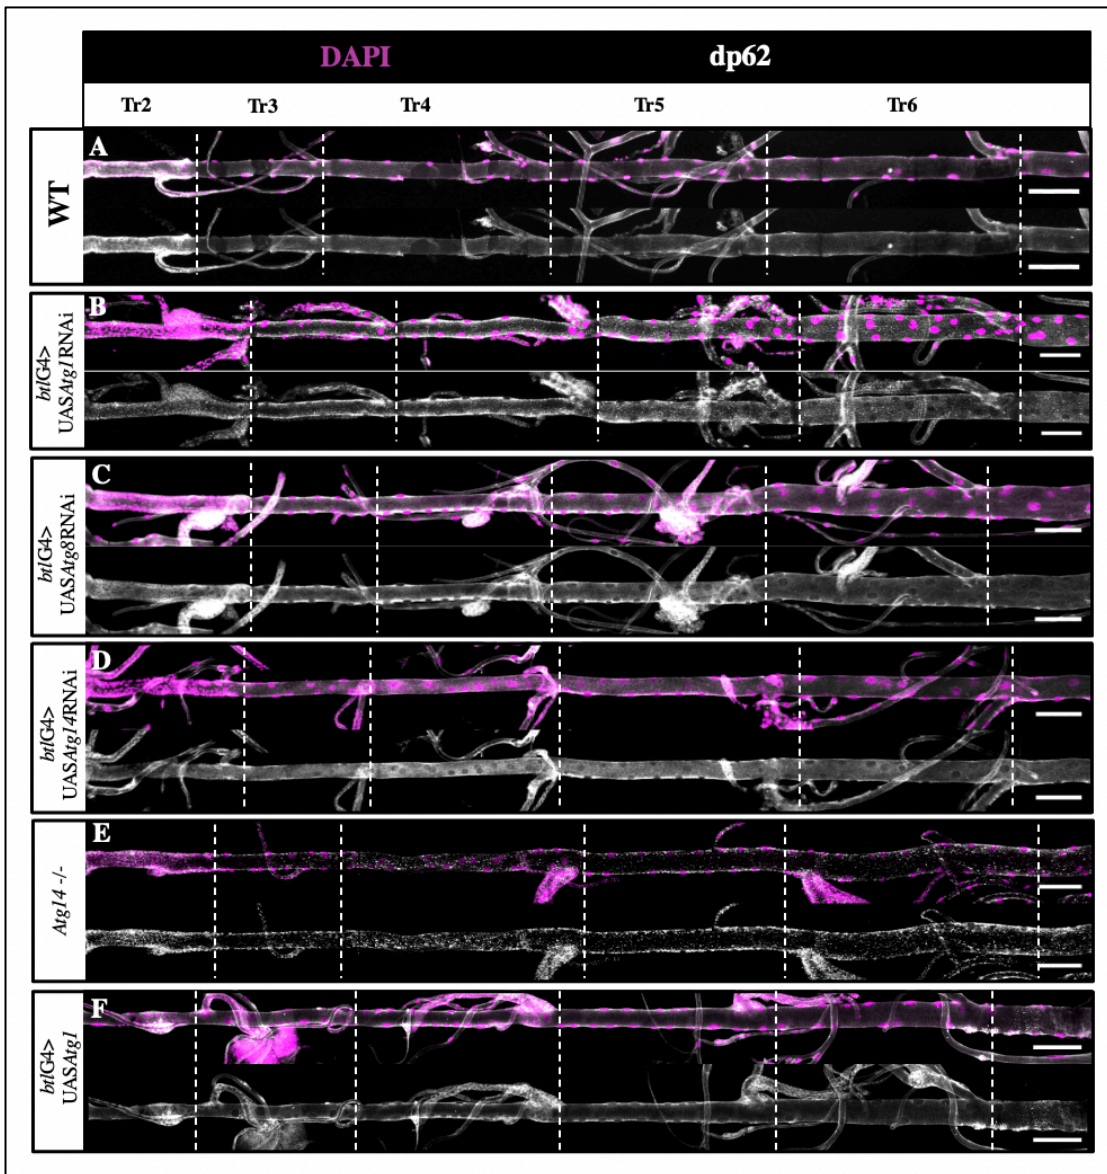 DAPI dp62
Tr2 Tr3 Tr4 Tr5 Tr6
A
WT
B
btlG4>
UASAtg1RNAi
C
btlG4>
UASAtg8RNAi
D
btlG4>
UASAtg14RNAi
E
Atg14 -/-
F
btlG4>
UASAtg1